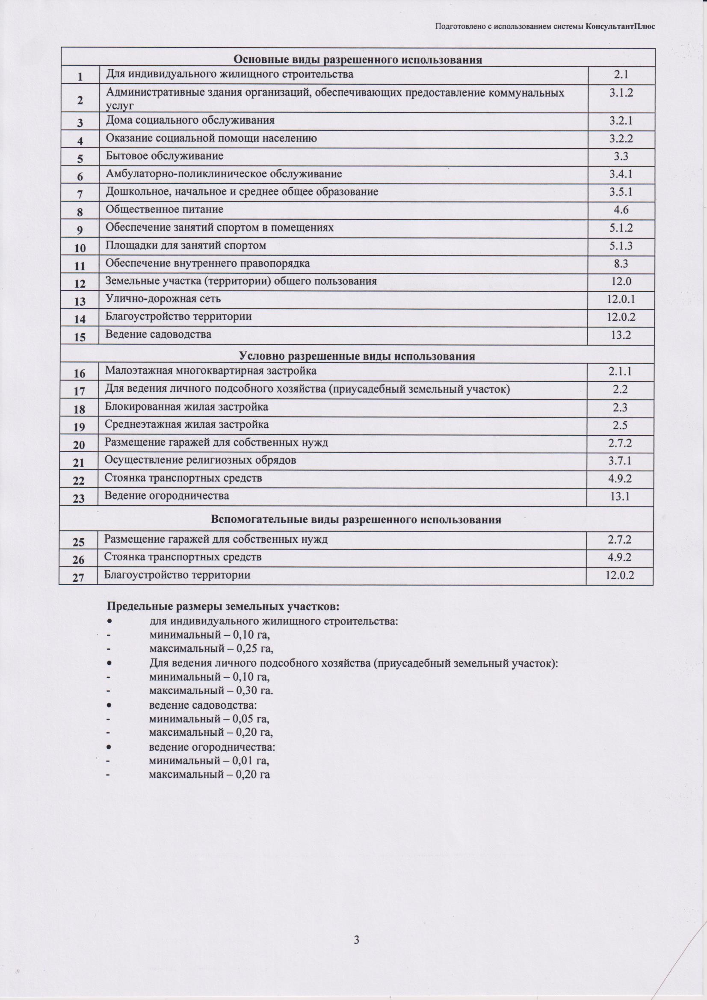 Подготовлено с использованием системы КонсультантПлюс
Основные виды разрешенного использования
1 Для индивидуального жилищного строительства 2.1
2 Административные здания организаций, обеспечивающих предоставление коммунальных 3.1.2
услуг
3 Дома социального обслуживания 3.2.1
4 Оказание социальной помощи населению 3.2.2
5 Бытовое обслуживание 3.3
6 Амбулаторно-поликлиническое обслуживание 3.4.1
7 Дошкольное, начальное и среднее общее образование 3.5.1
8 Общественное питание 4.6
9 Обеспечение занятий спортом в помещениях 5.1.2
10 Площадки для занятий спортом 5.1.3
11 Обеспечение внутреннего правопорядка 8.3
12 Земельные участка (территории) общего пользования 12.0
13 Улично-дорожная сеть 12.0.1
14 Благоустройство территории 12.0.2
15 Ведение садоводства 13.2
Условно разрешенные виды использования
16 Малоэтажная многоквартирная застройка 2.1.1
17 Для ведения личного подсобного хозяйства (приусадебный земельный участок) 2.2
18 Блокированная жилая застройка 2.3
19 Среднеэтажная жилая застройка 2.5
20 Размещение гаражей для собственных нужд 2.7.2
21 Осуществление религиозных обрядов 3.7.1
22 Стоянка транспортных средств 4.9.2
23 Ведение огородничества 13.1
Вспомогательные виды разрешенного использования
25 Размещение гаражей для собственных нужд 2.7.2
26 Стоянка транспортных средств 4.9.2
27 Благоустройство территории 12.0.2
Предельные размеры земельных участков:
• для индивидуального жилищного строительства:
- минимальный – 0,10 га,
- максимальный – 0,25 га,
• Для ведения личного подсобного хозяйства (приусадебный земельный участок):
- минимальный – 0,10 га,
- максимальный – 0,30 га.
• ведение садоводства:
- минимальный – 0,05 га,
- максимальный – 0,20 га,
• ведение огородничества:
- минимальный – 0,01 га,
- максимальный – 0,20 га
3